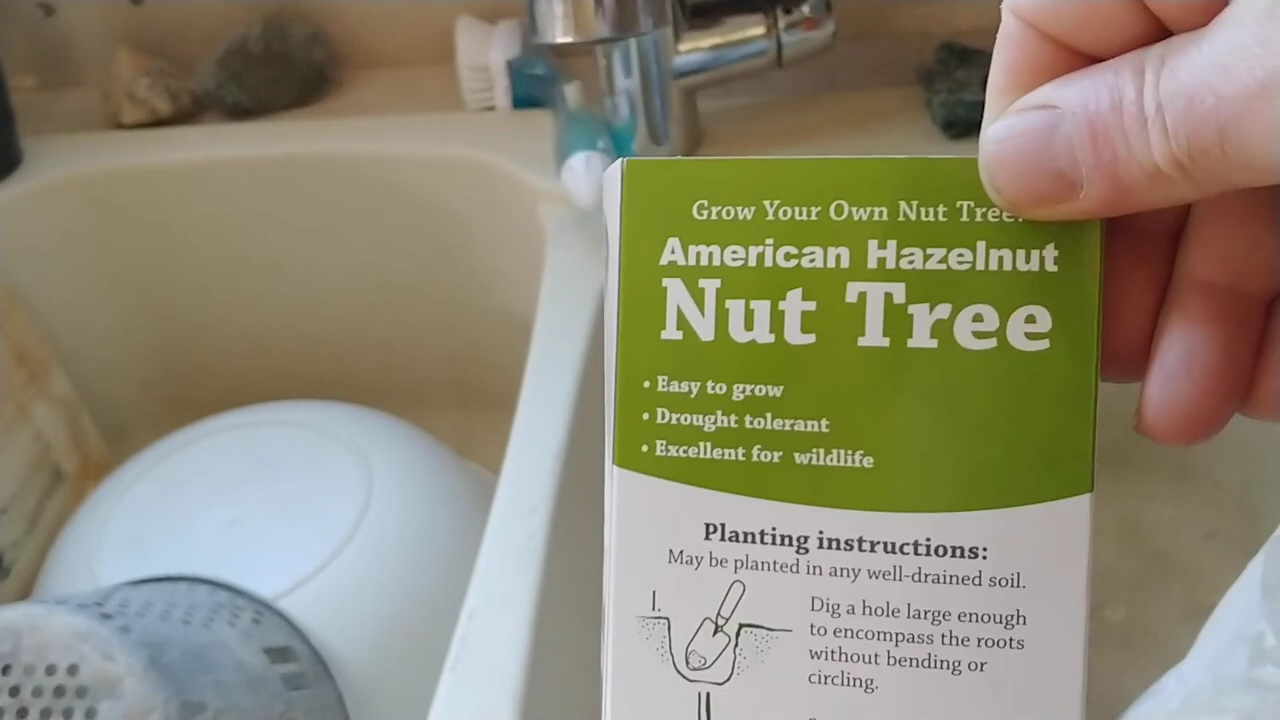 Grow Your Own Nut Tree!
American Hazelnut
Nut Tree
• Easy to grow
• Drought tolerant
• Excellent for wildlife
Planting instructions:
May be planted in any well-drained soil.
1.
Dig a hole large enough
to encompass the roots
without bending or
circling.